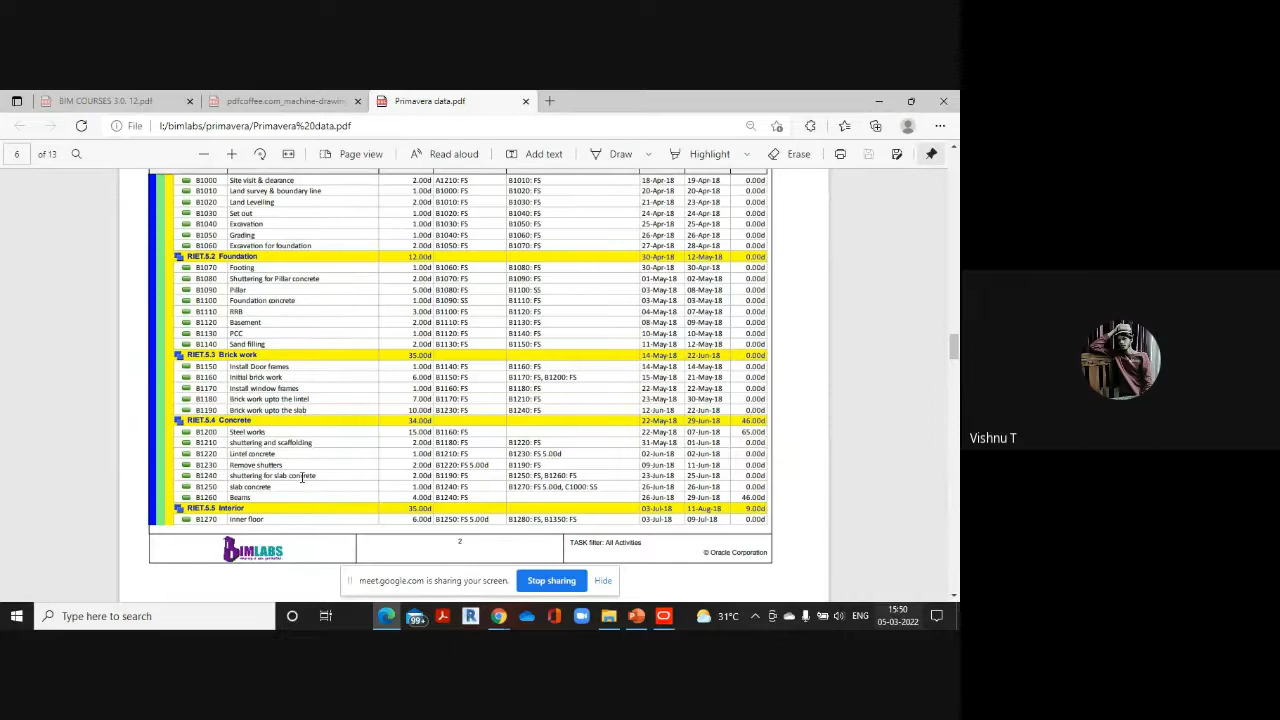 BIM COURSES 3.0. 12.pdf
pdfcoffee.com_machine-drawing
Primavera data.pdf
File I:/bimlabs/primavera/Primavera%20data.pdf
6 of 13 Page view Read aloud Add text Draw Highlight Erase
B1000 Site visit & clearance 2.00d A1210: FS B1010: FS 18-Apr-18 19-Apr-18 0.00d
B1010 Land survey & boundary line 1.00d B1000: FS B1020: FS 20-Apr-18 20-Apr-18 0.00d
B1020 Land Levelling 2.00d B1010: FS B1030: FS 21-Apr-18 23-Apr-18 0.00d
B1030 Set out 1.00d B1020: FS B1040: FS 24-Apr-18 24-Apr-18 0.00d
B1040 Excavation 1.00d B1030: FS B1050: FS 25-Apr-18 25-Apr-18 0.00d
B1050 Grading 1.00d B1040: FS B1060: FS 26-Apr-18 26-Apr-18 0.00d
B1060 Excavation for foundation 2.00d B1050: FS B1070: FS 27-Apr-18 28-Apr-18 0.00d
RIET.5.2 Foundation 12.00d 30-Apr-18 12-May-18 0.00d
B1070 Footing 1.00d B1060: FS B1080: FS 30-Apr-18 30-Apr-18 0.00d
B1080 Shuttering for Pillar concrete 2.00d B1070: FS B1090: FS 01-May-18 02-May-18 0.00d
B1090 Pillar 5.00d B1080: FS B1100: SS 03-May-18 08-May-18 0.00d
B1100 Foundation concrete 1.00d B1090: SS B1110: FS 03-May-18 03-May-18 0.00d
B1110 RRB 3.00d B1100: FS B1120: FS 04-May-18 07-May-18 0.00d
B1120 Basement 2.00d B1110: FS B1130: FS 08-May-18 09-May-18 0.00d
B1130 PCC 1.00d B1120: FS B1140: FS 10-May-18 10-May-18 0.00d
B1140 Sand filling 2.00d B1130: FS B1150: FS 11-May-18 12-May-18 0.00d
RIET.5.3 Brick work 35.00d 14-May-18 22-Jun-18 0.00d
B1150 Install Door frames 1.00d B1140: FS B1160: FS 14-May-18 14-May-18 0.00d
B1160 Initial brick work 6.00d B1150: FS B1170: FS, B1200: FS 15-May-18 21-May-18 0.00d
B1170 Install window frames 1.00d B1160: FS B1180: FS 22-May-18 22-May-18 0.00d
B1180 Brick work upto the lintel 7.00d B1170: FS B1210: FS 23-May-18 30-May-18 0.00d
B1190 Brick work upto the slab 10.00d B1230: FS B1240: FS 12-Jun-18 22-Jun-18 0.00d
RIET.5.4 Concrete 34.00d 22-May-18 29-Jun-18 46.00d
B1200 Steel works 15.00d B1160: FS 22-May-18 07-Jun-18 65.00d
B1210 shuttering and scaffolding 2.00d B1180: FS B1220: FS 31-May-18 01-Jun-18 0.00d
B1220 Lintel concrete 1.00d B1210: FS B1230: FS 5.00d 02-Jun-18 02-Jun-18 0.00d
B1230 Remove shutters 2.00d B1220: FS 5.00d B1190: FS 09-Jun-18 11-Jun-18 0.00d
B1240 shuttering for slab concrete 2.00d B1190: FS B1250: FS, B1260: FS 23-Jun-18 25-Jun-18 0.00d
B1250 slab concrete 1.00d B1240: FS B1270: FS 5.00d, C1000: SS 26-Jun-18 26-Jun-18 0.00d
B1260 Beams 4.00d B1240: FS 26-Jun-18 29-Jun-18 46.00d
RIET.5.5 Interior 35.00d 03-Jul-18 11-Aug-18 9.00d
B1270 Inner floor 6.00d B1250: FS 5.00d B1280: FS, B1350: FS 03-Jul-18 09-Jul-18 0.00d
BIMLABS
2
TASK filter: All Activities
© Oracle Corporation
meet.google.com is sharing your screen. Stop sharing Hide
Type here to search
99+
31°C
ENG
15:50
05-03-2022
Vishnu T